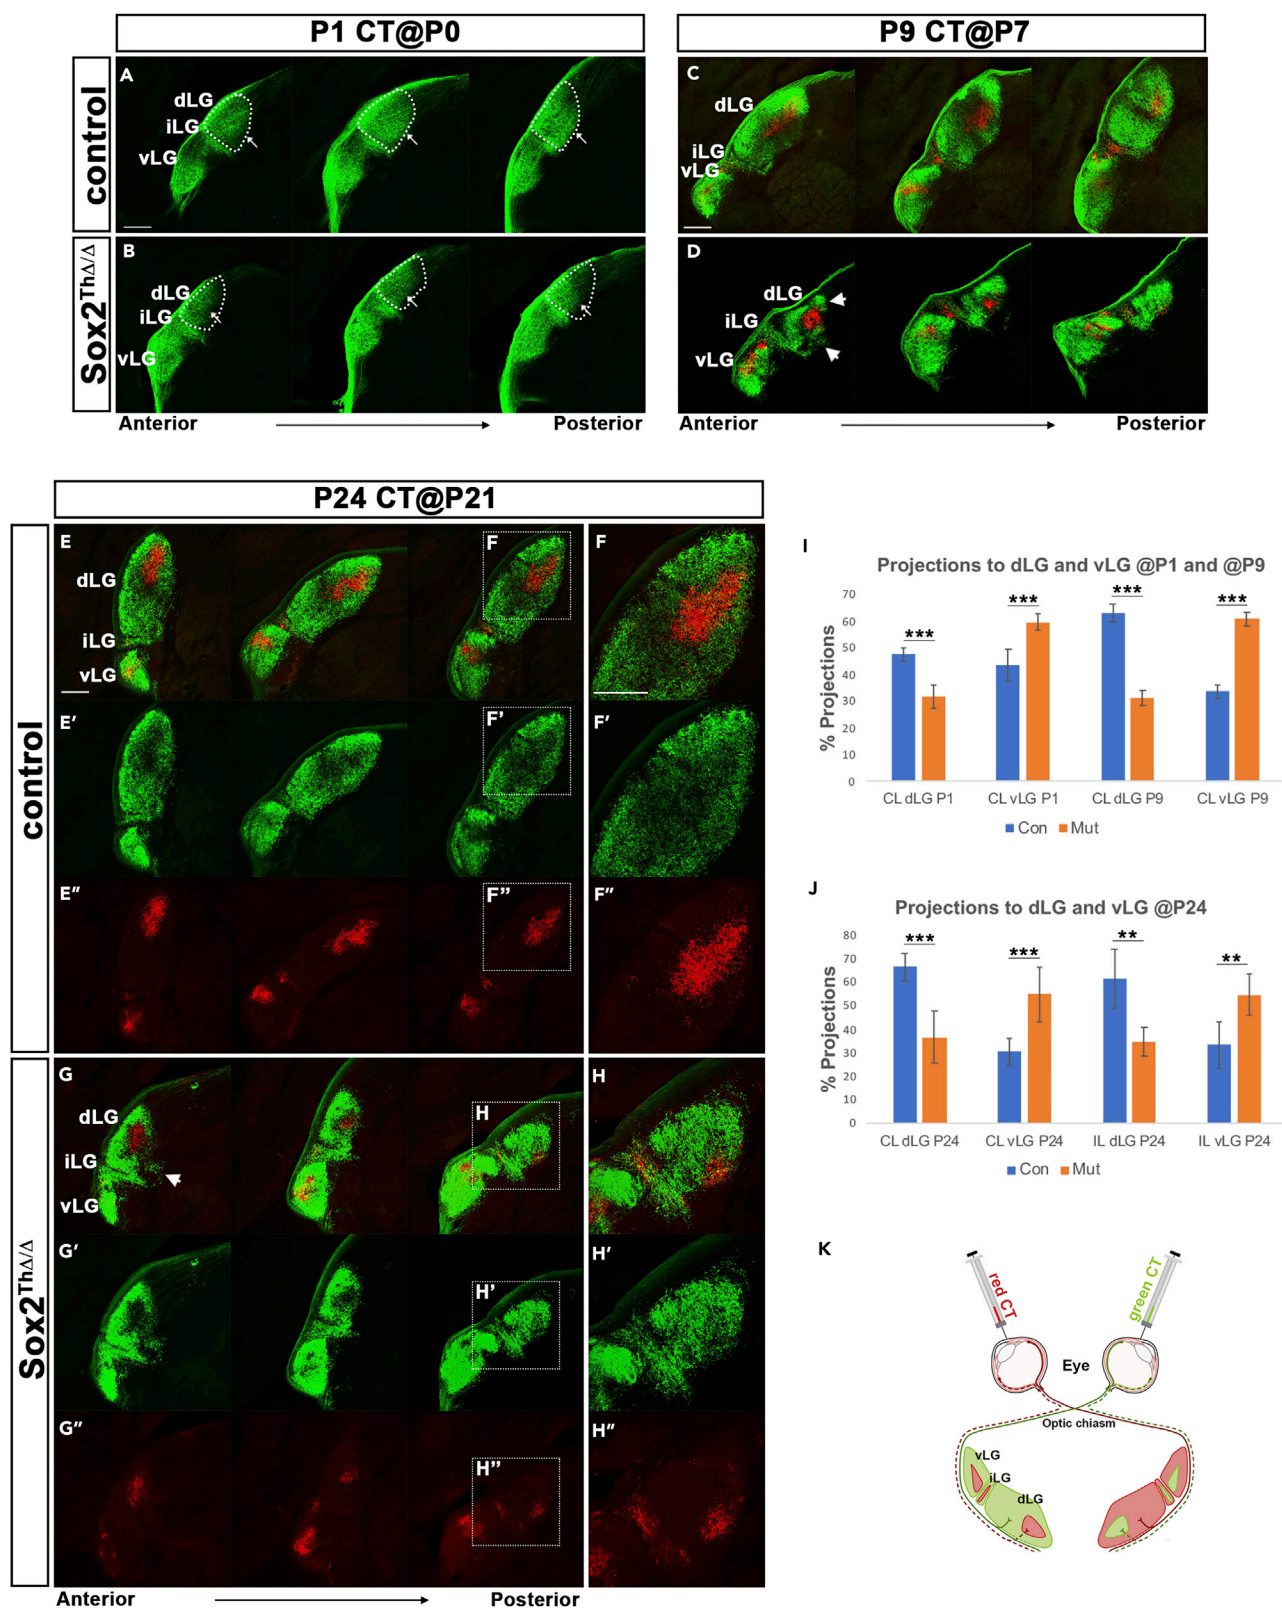 P1 CT@P0
P9 CT@P7
control
A
dLG
iLG
vLG
C
dLG
iLG
vLG
Sox2ThΔ/Δ
B
dLG
iLG
vLG
D
dLG
iLG
vLG
Anterior
Posterior
Anterior
Posterior
P24 CT@P21
control
E
dLG
iLG
vLG
F
F
E′
F′
F′
E″
F”
F″
Sox2ThΔ/Δ
G
dLG
iLG
vLG
H
H
G′
H’
H′
G″
H”
H″
Anterior
Posterior
I
Projections to dLG and vLG @P1 and @P9
% Projections
70
60
50
40
30
20
10
0
***
***
***
***
CL dLG P1
CL vLG P1
CL dLG P9
CL vLG P9
Con
Mut
J
Projections to dLG and vLG @P24
% Projections
80
70
60
50
40
30
20
10
0
***
***
**
**
CL dLG P24
CL vLG P24
IL dLG P24
IL vLG P24
Con
Mut
K
red CT
green CT
Eye
Optic chiasm
vLG
iLG
dLG